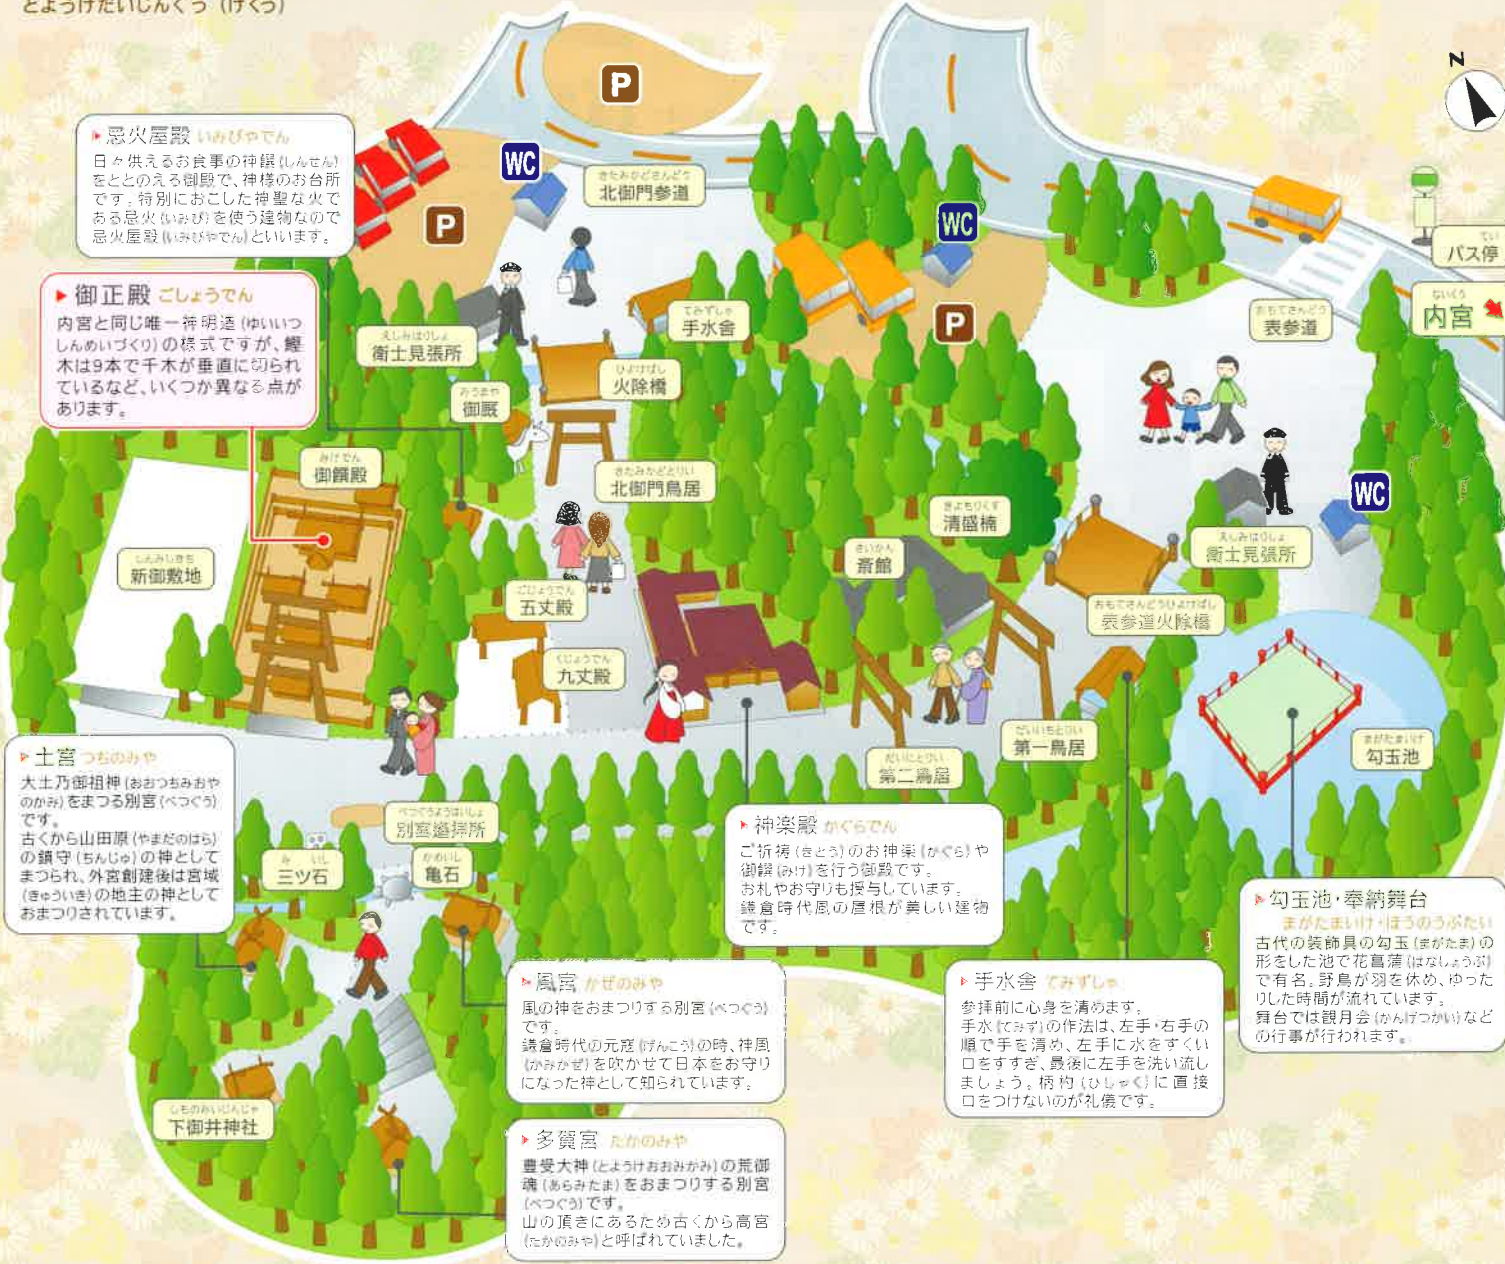 とようけだいじんぐう（げくう）
N
P
WC
忌火屋殿 いみびやでん
日々供えるお食事の神饌(しんせん)
をととのえる御殿で、神様のお台所
です。特別におこした神聖な火で
ある忌火(いみび)を使う建物なので
忌火屋殿(いみびやでん)といいます。
P
きたみかどさんどう
北御門参道
WC
てい
バス停
ないくう
内宮
おもてさんどう
表参道
御正殿 ごしょうでん
内宮と同じ唯一神明造(ゆいいつ
しんめいづくり)の様式ですが、鰹
木は9本で千木が垂直に切られ
ているなど、いくつか異なる点が
あります。
えしみはりしょ
衛士見張所
てみずしゃ
手水舎
P
ひよけばし
火除橋
みうまや
御厩
みけでん
御饌殿
きたみかどとりい
北御門鳥居
きよもりくす
清盛楠
WC
えしみはりしょ
衛士見張所
しんみしきち
新御敷地
さいかん
斎館
ごじょうでん
五丈殿
おもてさんどうひよけばし
表参道火除橋
くじょうでん
九丈殿
だいいちとりい
第一鳥居
だいにとりい
第二鳥居
まがたまいけ
勾玉池
土宮 つちのみや
大土乃御祖神(おおつちみおや
のかみ)をまつる別宮(べつぐう)
です。
古くから山田原(やまだのはら)
の鎮守(ちんじゅ)の神として
まつられ、外宮創建後は宮域
(きゅういき)の地主の神として
おまつりされています。
べつぐうようはいしょ
別宮遙拝所
み いし
三ツ石
かめいし
亀石
神楽殿 かぐらでん
ご祈祷(きとう)のお神楽(かぐら)や
御饌(みけ)を行う御殿です。
お札やお守りも授与しています。
鎌倉時代風の屋根が美しい建物
です。
勾玉池・奉納舞台
まがたまいけ・ほうのうぶたい
古代の装飾具の勾玉(まがたま)の
形をした池で花菖蒲(はなしょうぶ)
で有名。野鳥が羽を休め、ゆった
りした時間が流れています。
舞台では観月会(かんげつかい)など
の行事が行われます。
風宮 かぜのみや
風の神をおまつりする別宮(べつぐう)
です。
鎌倉時代の元寇(げんこう)の時、神風
(かみかぜ)を吹かせて日本をお守り
になった神として知られています。
手水舎 てみずしゃ
参拝前に心身を清めます。
手水(てみず)の作法は、左手・右手の
順で手を清め、左手に水をすくい
口をすすぎ、最後に左手を洗い流し
ましょう。柄杓(ひしゃく)に直接
口をつけないのが礼儀です。
しものみいじんじゃ
下御井神社
多賀宮 たかのみや
豊受大神(とようけおおみかみ)の荒御
魂(あらみたま)をおまつりする別宮
(べつぐう)です。
山の頂きにあるため古くから高宮
(たかのみや)と呼ばれていました。